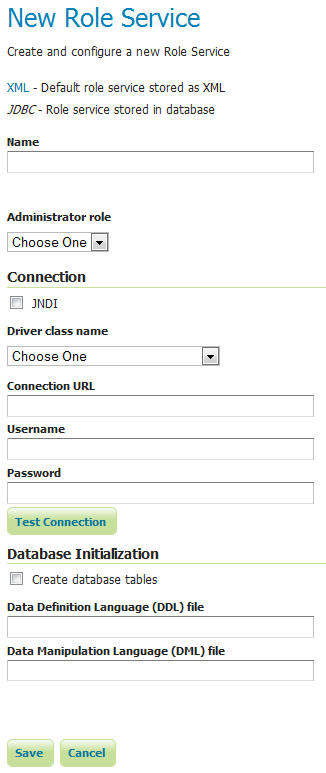 New Role Service
Create and configure a new Role Service
XML - Default role service stored as XML
JDBC - Role service stored in database
Name
Administrator role
Choose One
Connection
JNDI
Driver class name
Choose One
Connection URL
Username
Password
Test Connection
Database Initialization
Create database tables
Data Definition Language (DDL) file
Data Manipulation Language (DML) file
Save Cancel